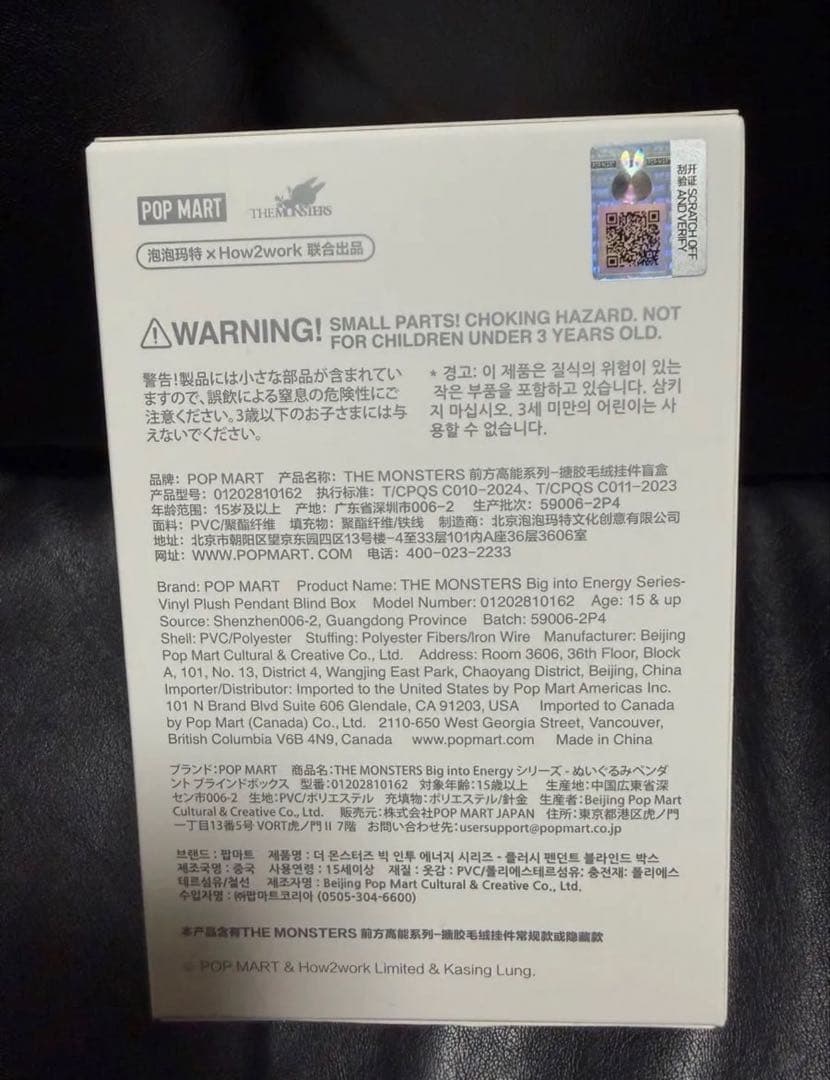 POP MART
THE MONSTERS
泡泡玛特×How2work 联合出品
刮开验证 SCRATCH OFF AND VERIFY
WARNING! SMALL PARTS! CHOKING HAZARD. NOT
FOR CHILDREN UNDER 3 YEARS OLD.
警告!製品には小さな部品が含まれてい
ますので、誤飲による窒息の危険性にご
注意ください。3歳以下のお子さまには与
えないでください。
* 경고: 이 제품은 질식의 위험이 있는
작은 부품을 포함하고 있습니다. 삼키
지 마십시오. 3세 미만의 어린이는 사
용할 수 없습니다.
品牌: POP MART 产品名称: THE MONSTERS 前方高能系列-搪胶毛绒挂件盲盒
产品型号: 01202810162 执行标准: T/CPQS C010-2024、T/CPQS C011-2023
年龄范围: 15岁及以上 产地: 广东省深圳市006-2 生产批次: 59006-2P4
面料: PVC/聚酯纤维 填充物: 聚酯纤维/铁线 制造商: 北京泡泡玛特文化创意有限公司
地址: 北京市朝阳区望京东园四区13号楼-4至33层101内A座36层3606室
网址: WWW.POPMART.COM 电话: 400-023-2233
Brand: POP MART Product Name: THE MONSTERS Big into Energy Series-
Vinyl Plush Pendant Blind Box Model Number: 01202810162 Age: 15 & up
Source: Shenzhen006-2, Guangdong Province Batch: 59006-2P4
Shell: PVC/Polyester Stuffing: Polyester Fibers/Iron Wire Manufacturer: Beijing
Pop Mart Cultural & Creative Co., Ltd. Address: Room 3606, 36th Floor, Block
A, 101, No. 13, District 4, Wangjing East Park, Chaoyang District, Beijing, China
Importer/Distributor: Imported to the United States by Pop Mart Americas Inc.
101 N Brand Blvd Suite 606 Glendale, CA 91203, USA Imported to Canada
by Pop Mart (Canada) Co., Ltd. 2110-650 West Georgia Street, Vancouver,
British Columbia V6B 4N9, Canada www.popmart.com Made in China
ブランド:POP MART 商品名:THE MONSTERS Big into Energy シリーズ - ぬいぐるみペンダ
ント ブラインドボックス 型番:01202810162 対象年齢:15歳以上 生産地:中国広東省深
セン市006-2 生地:PVC/ポリエステル 充填物:ポリエステル/針金 生産者:Beijing Pop Mart
Cultural & Creative Co., Ltd. 販売元:株式会社POP MART JAPAN 住所:東京都港区虎ノ門
一丁目13番5号 VORT虎ノ門Ⅱ 7階 お問い合わせ先:usersupport@popmart.co.jp
브랜드 : 팝마트 제품명 : 더 몬스터즈 빅 인투 에너지 시리즈 - 플러시 펜던트 블라인드 박스
제조국명 : 중국 사용연령 : 15세이상 재질 : 겉감 : PVC/폴리에스테르섬유; 충전재: 폴리에스
테르섬유/철선 제조자명 : Beijing Pop Mart Cultural & Creative Co., Ltd.
수입자명 : ㈜팝마트코리아 (0505-304-6600)
本产品含有THE MONSTERS 前方高能系列-搪胶毛绒挂件常规款或隐藏款
© POP MART & How2work Limited & Kasing Lung.